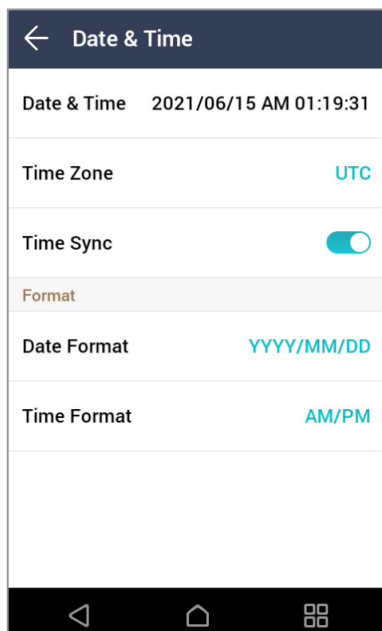 Date & Time
Date & Time 2021/06/15 AM 01:19:31
Time Zone UTC
Time Sync
Format
Date Format YYYY/MM/DD
Time Format AM/PM